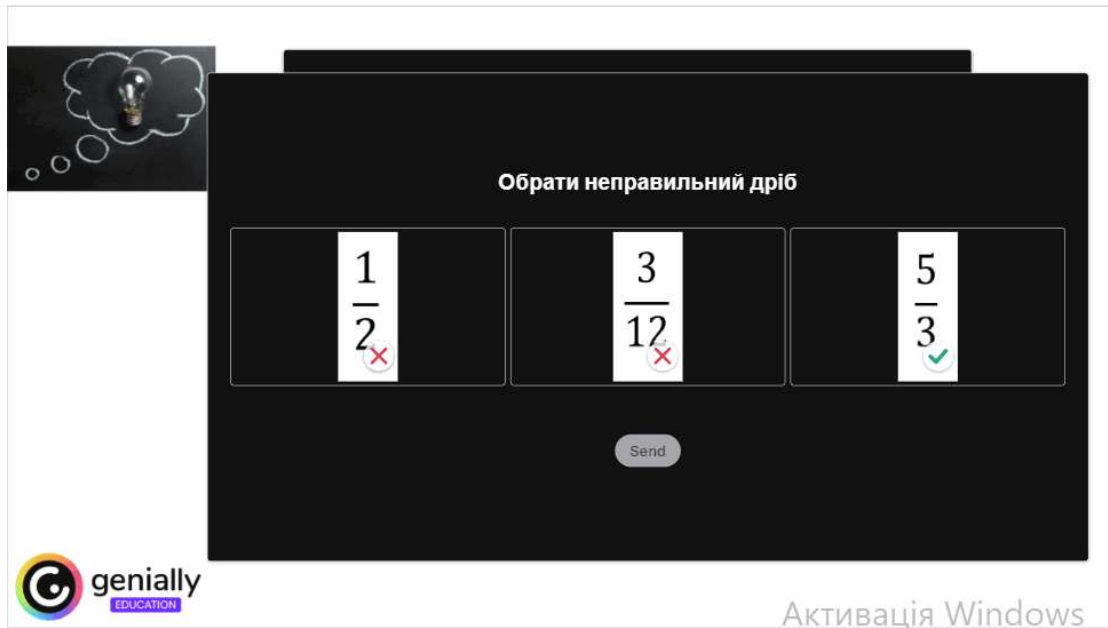 Обрати неправильний дріб
1/2
3/12
5/3
Send
genially
EDUCATION
Активація Windows